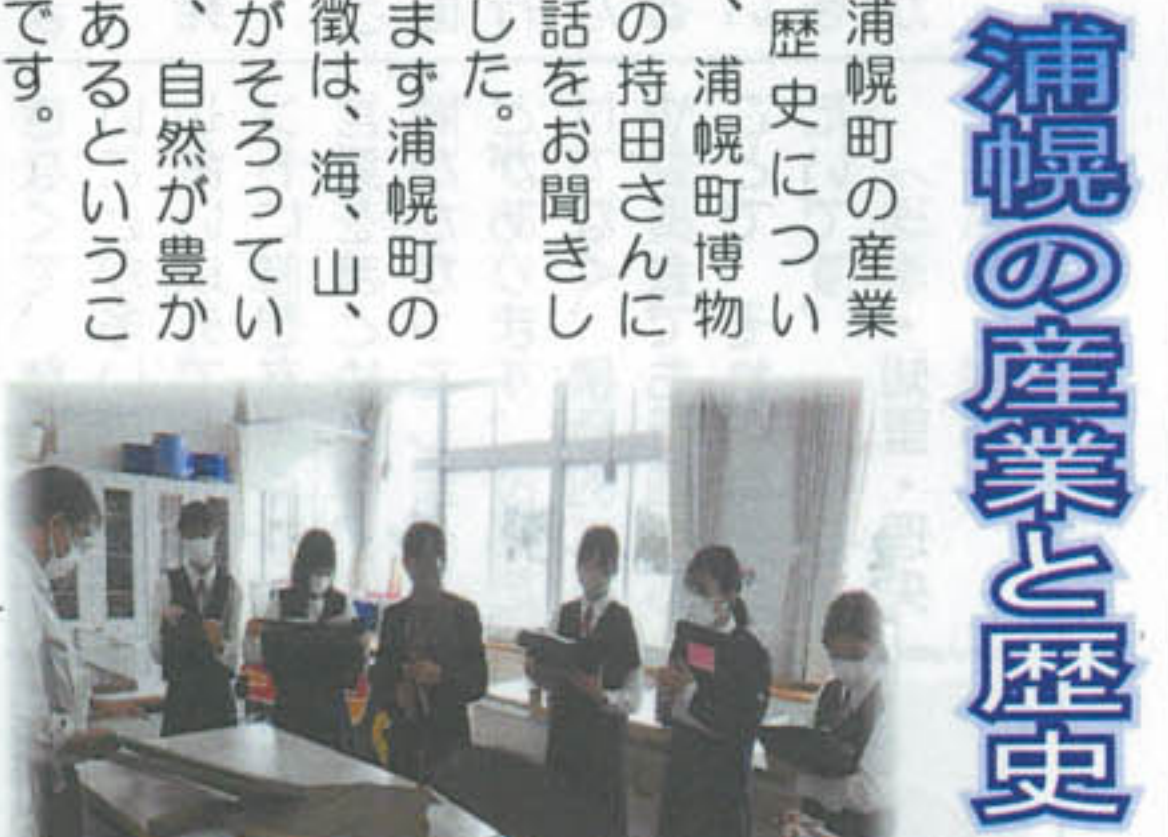 浦幌の産業と歴史
浦幌町の産業
歴史につい
、浦幌町博物
の持田さんに
話をお聞きし
した。
まず浦幌町の
徴は、海、山、
がそろってい
、自然が豊か
あるというこ
です。